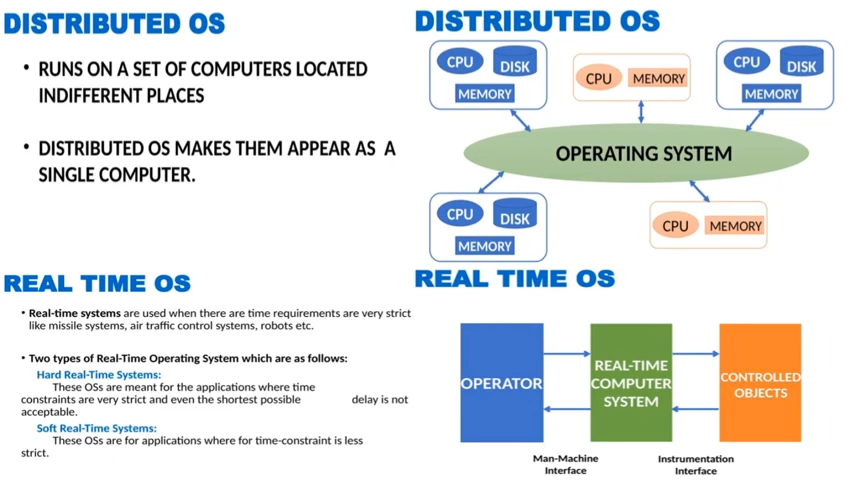 DISTRIBUTED OS
• RUNS ON A SET OF COMPUTERS LOCATED
INDIFFERENT PLACES
• DISTRIBUTED OS MAKES THEM APPEAR AS A
SINGLE COMPUTER.
DISTRIBUTED OS
CPU DISK
MEMORY
CPU MEMORY
CPU DISK
MEMORY
OPERATING SYSTEM
CPU DISK
MEMORY
CPU MEMORY
REAL TIME OS
• Real-time systems are used when there are time requirements are very strict
like missile systems, air traffic control systems, robots etc.
• Two types of Real-Time Operating System which are as follows:
Hard Real-Time Systems:
These OSs are meant for the applications where time
constraints are very strict and even the shortest possible delay is not
acceptable.
Soft Real-Time Systems:
These OSs are for applications where for time-constraint is less
strict.
REAL TIME OS
OPERATOR
REAL-TIME
COMPUTER
SYSTEM
CONTROLLED
OBJECTS
Man-Machine
Interface
Instrumentation
Interface